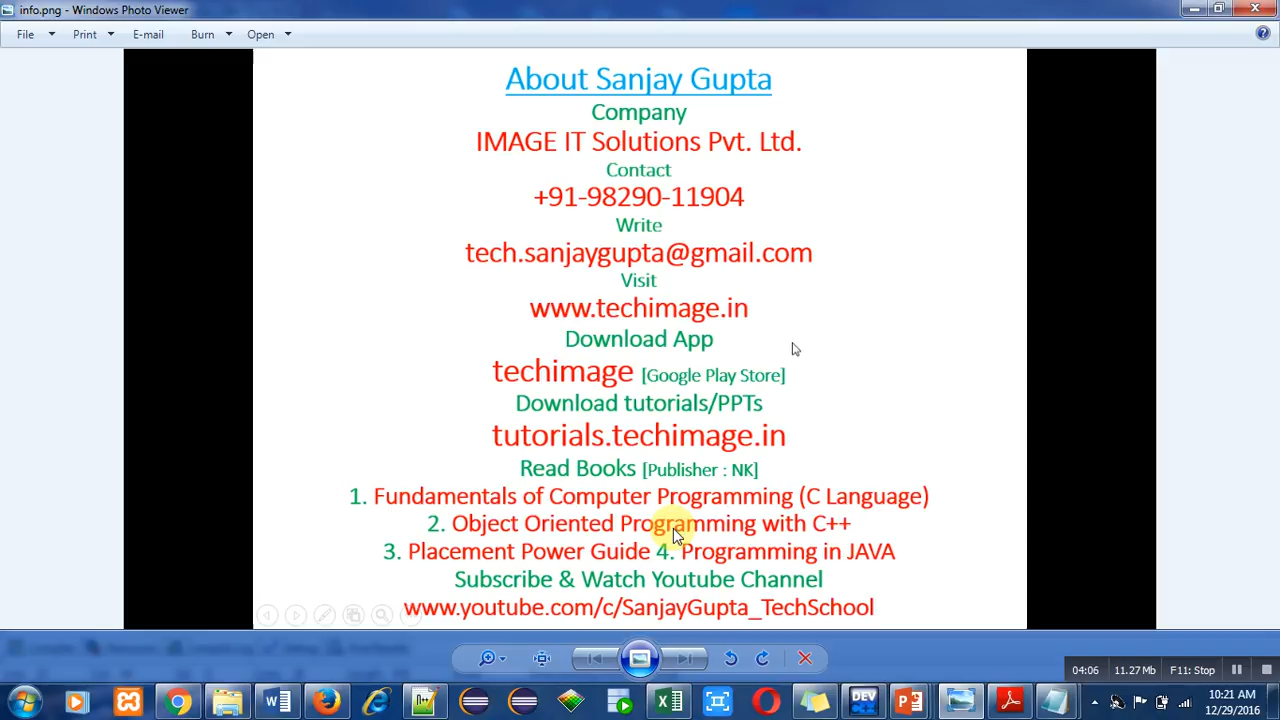 info.png - Windows Photo Viewer
File Print E-mail Burn Open
About Sanjay Gupta
Company
IMAGE IT Solutions Pvt. Ltd.
Contact
+91-98290-11904
Write
tech.sanjaygupta@gmail.com
Visit
www.techimage.in
Download App
techimage [Google Play Store]
Download tutorials/PPTs
tutorials.techimage.in
Read Books [Publisher : NK]
1. Fundamentals of Computer Programming (C Language)
2. Object Oriented Programming with C++
3. Placement Power Guide 4. Programming in JAVA
Subscribe & Watch Youtube Channel
www.youtube.com/c/SanjayGupta_TechSchool
04:06 11.27 Mb F11: Stop
DEV
10:21 AM
12/29/2016